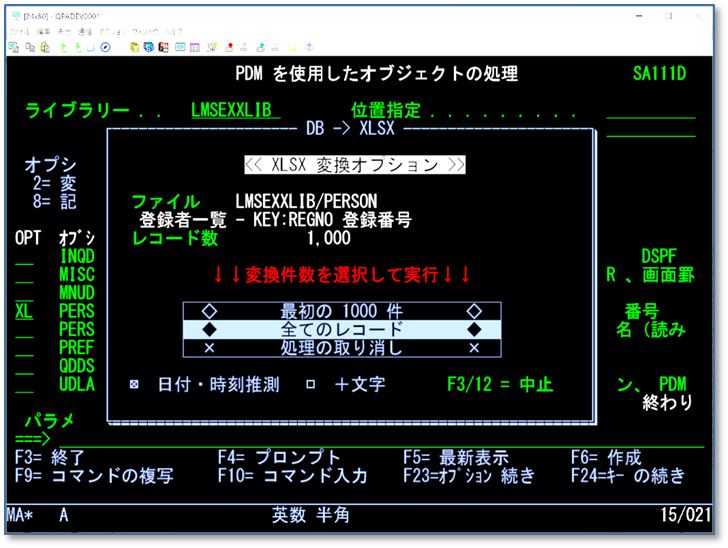 [24x80] - QPADEV0001
ファイル 編集 表示 通信 アクション ウィンドウ ヘルプ
PDM を使用したオブジェクトの処理 SA111D
ライブラリー . . LMSEXXLIB 位置指定 . . . . . . . . .
DB -> XLSX
オプシ
<< XLSX 変換オプション >>
2= 変
8= 記
ファイル LMSEXXLIB/PERSON
登録者一覧 - KEY:REGNO 登録番号
OPT オブシ レコード数 1,000
INQD DSPF
MISC ↓↓変換件数を選択して実行↓↓ R 、画面罫
MNUD
XL PERS ◇ 最初の 1000 件 ◇ 番号
PERS ◆ 全てのレコード ◆ 名 (読み
PREF × 処理の取り消し ×
QDDS
UDLA ☒ 日付・時刻推測 □ +文字 F3/12 = 中止 ン、 PDM
終わり
パラメ
===>
F3= 終了 F4= プロンプト F5= 最新表示 F6= 作成
F9= コマンドの複写 F10= コマンド入力 F23=オプション 続き F24=キー の続き
MA* A 英数 半角 15/021